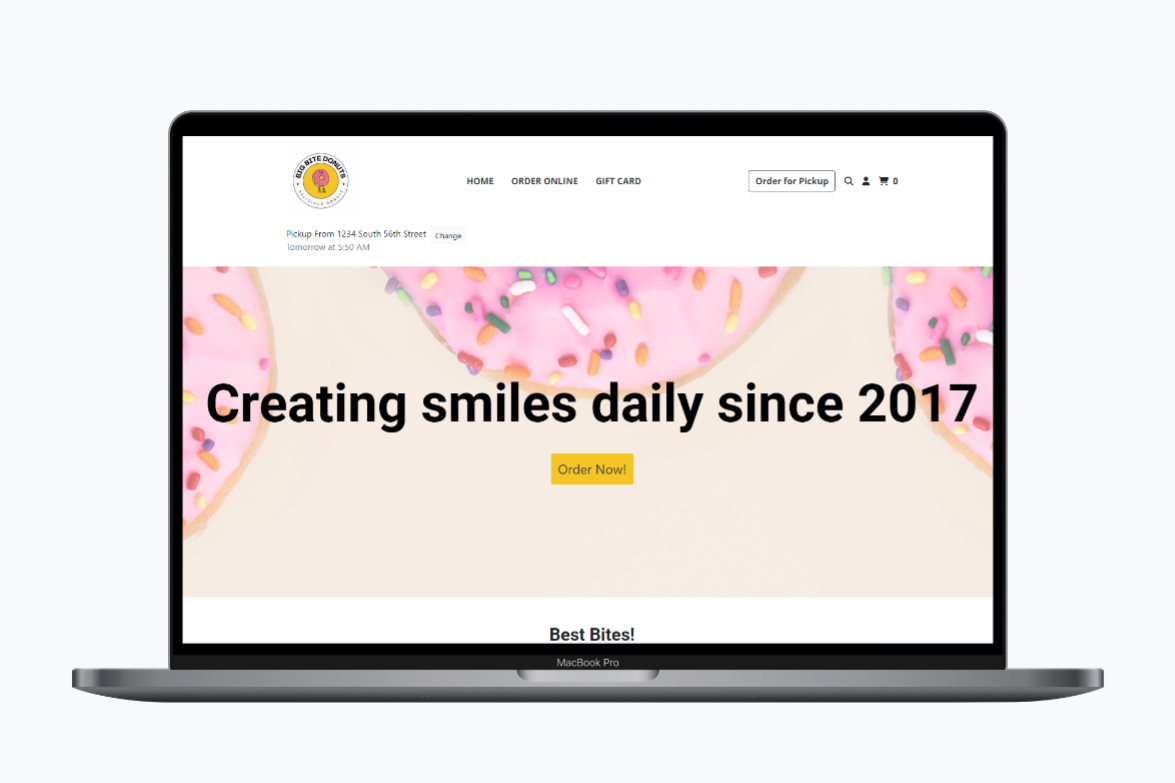 BIG BITE DONUTS
HOME
ORDER ONLINE
GIFT CARD
Order for Pickup
0
Pickup From 1234 South 56th Street
Change
Tomorrow at 5:50 AM
Creating smiles daily since 2017
Order Now!
Best Bites!
MacBook Pro